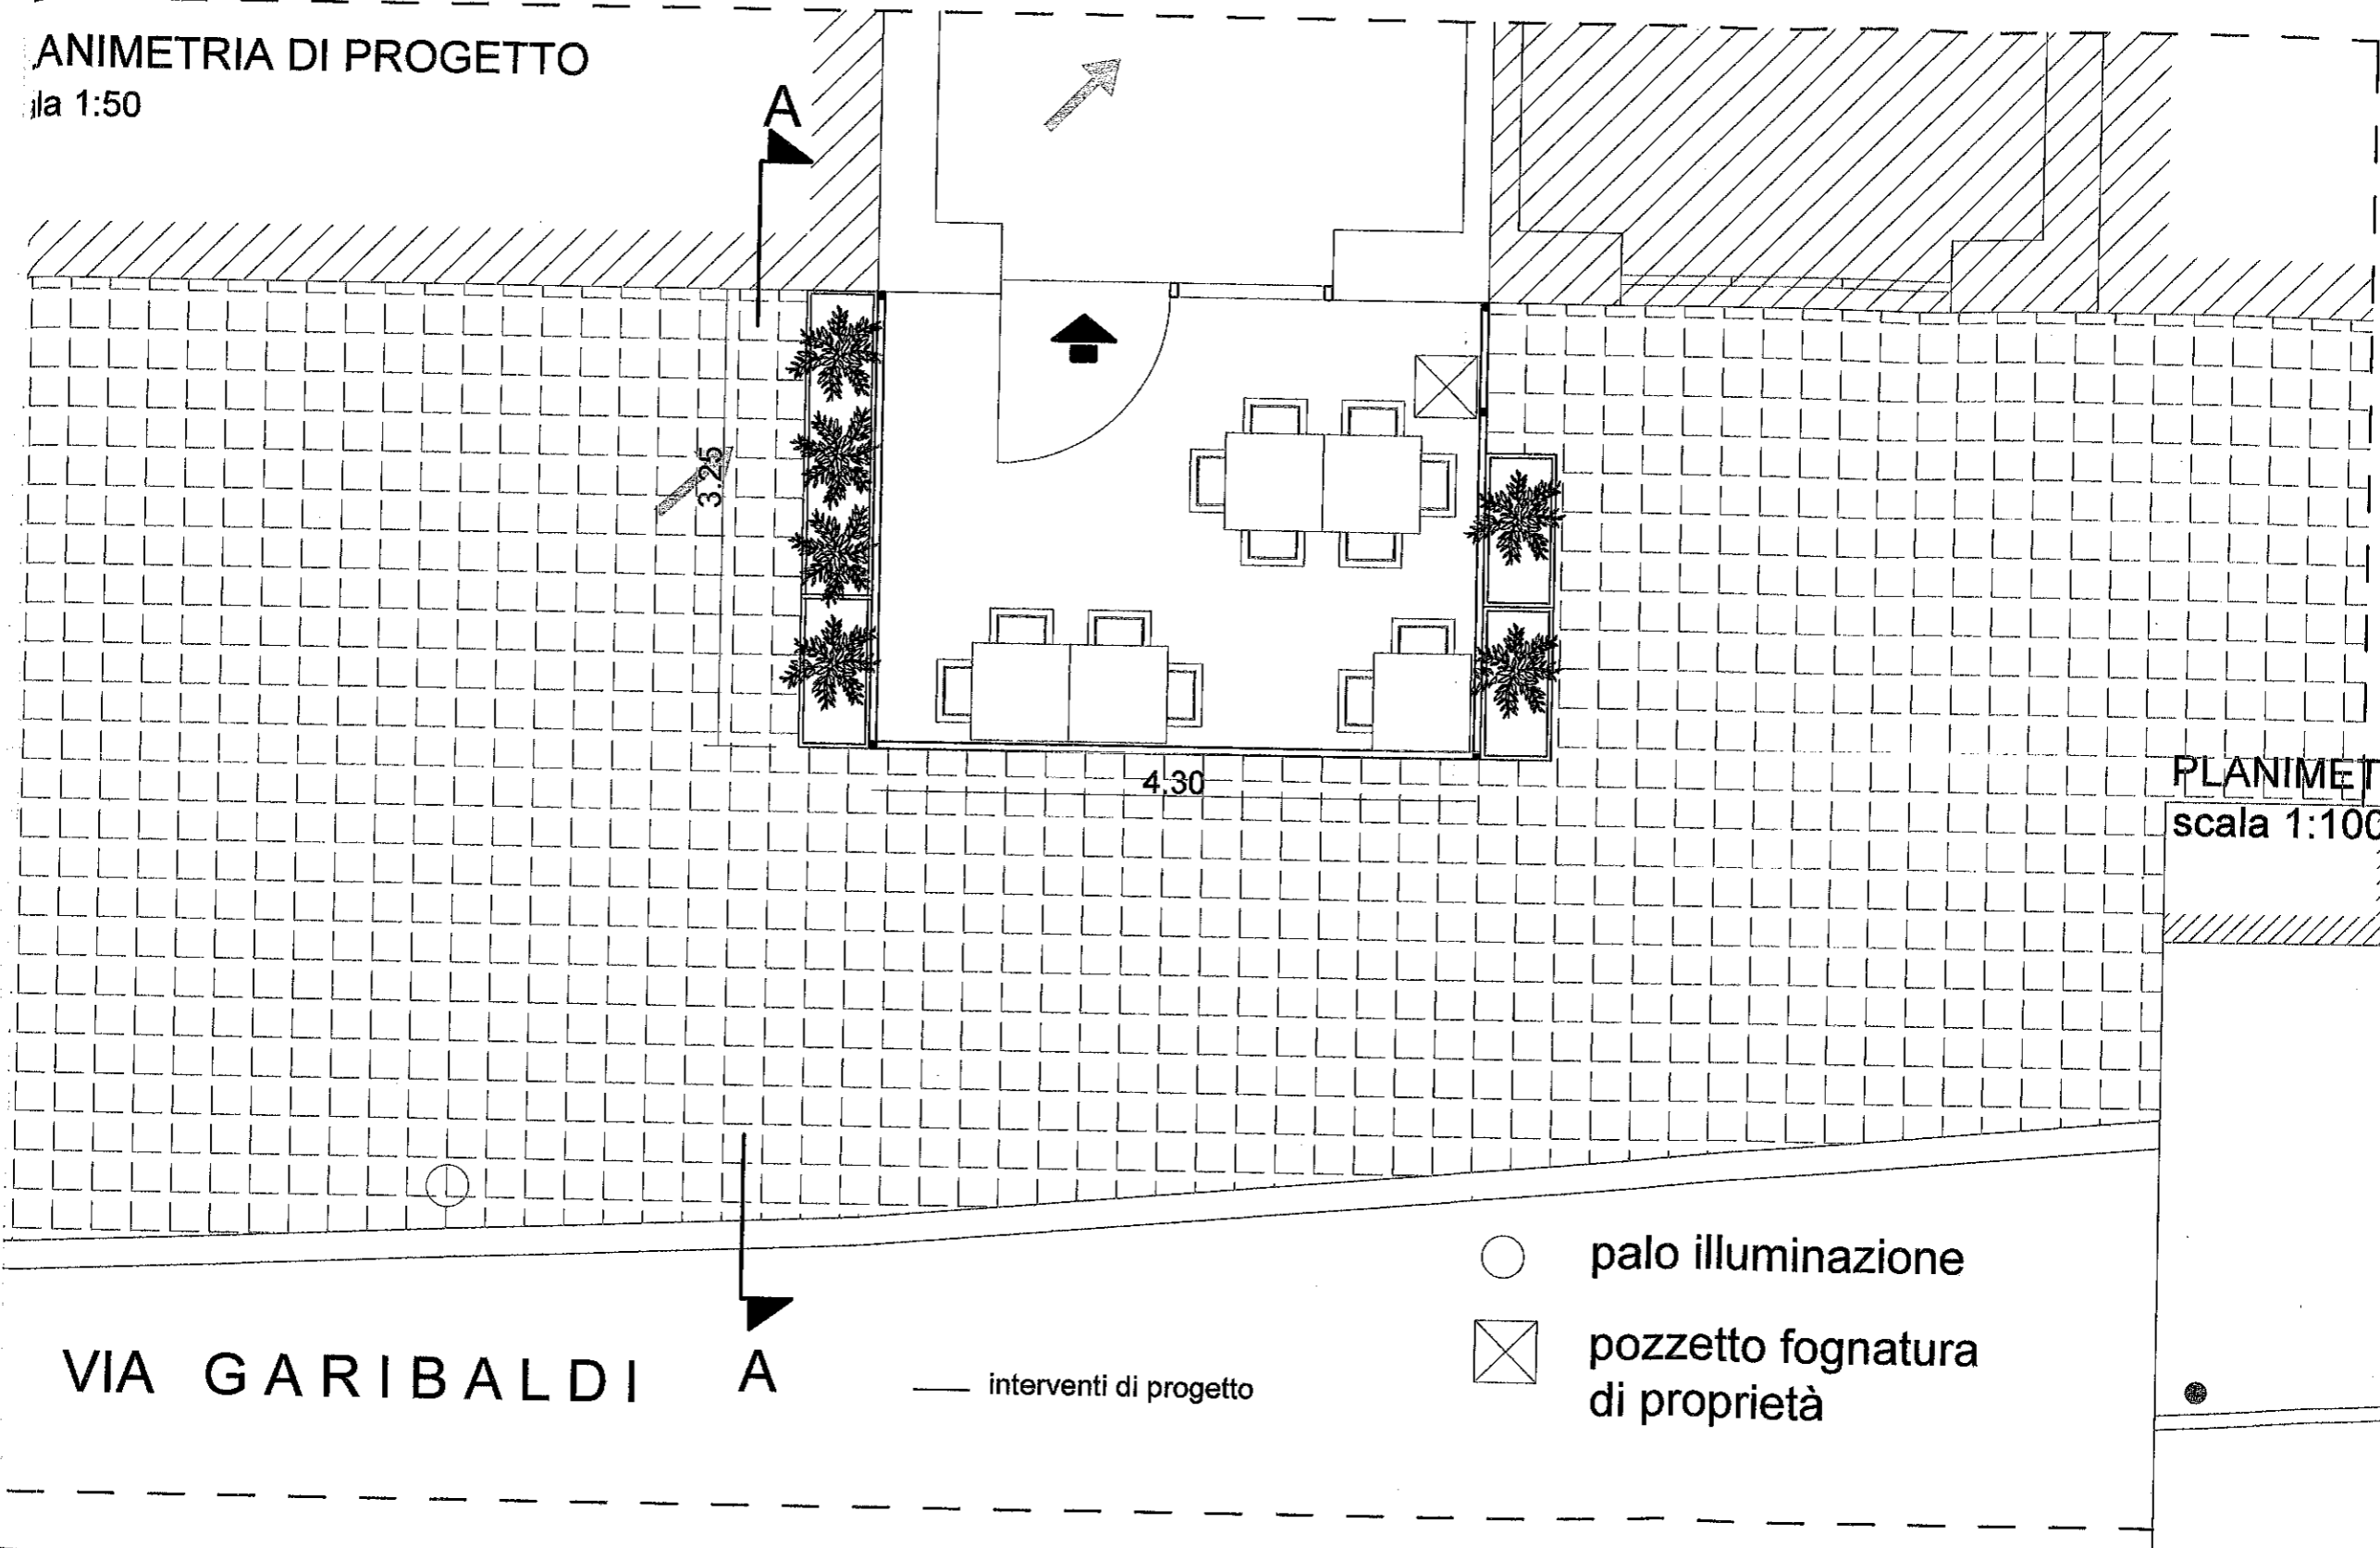 ANIMETRIA DI PROGETTO
la 1:50
A
3.25
4.30
PLANIMET
scala 1:100
palo illuminazione
pozzetto fognatura
di proprietà
VIA GARIBALDI
A
interventi di progetto